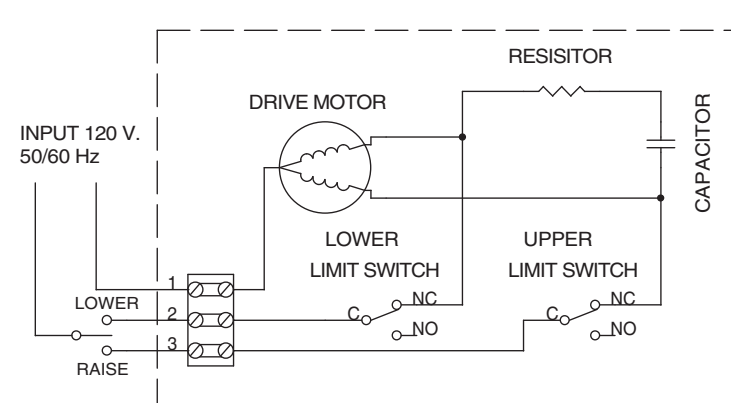 RESISITOR
DRIVE MOTOR
CAPACITOR
INPUT 120 V.
50/60 Hz
LOWER
LIMIT SWITCH
UPPER
LIMIT SWITCH
1
LOWER
2
C
NC
NO
C
NC
NO
3
RAISE